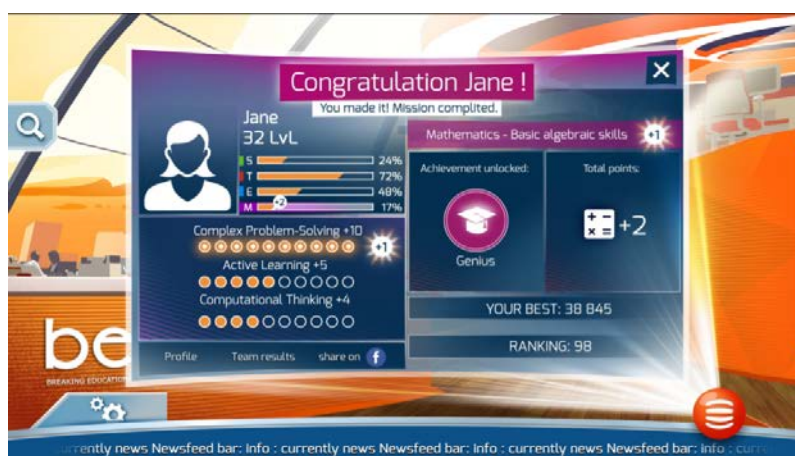 Congratulation Jane !
You made it! Mission complited.
Jane
32 LvL
S 24%
T 72%
E 48%
+2
M 17%
Complex Problem-Solving +10
+1
Active Learning +5
Computational Thinking +4
Profile Team results share on f
Mathematics - Basic algebraic skills +1
Achievement unlocked:
Genius
Total points:
+2
YOUR BEST: 38 845
RANKING: 98
be
BREAKING EDUCATION
currently news Newsfeed bar: Info : currently news Newsfeed bar: Info : currently news Newsfeed bar: Info :